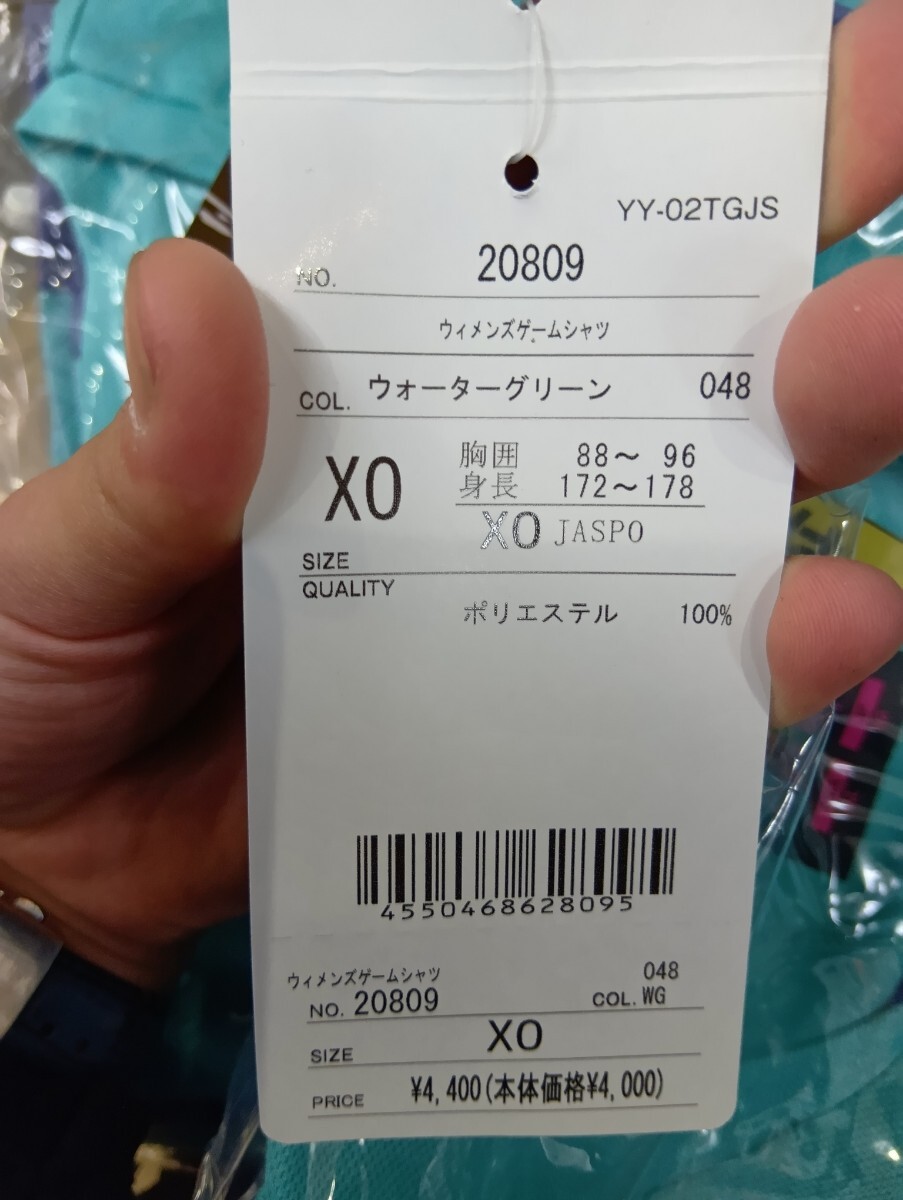 YY-02TGJS
NO. 20809
ウィメンズゲームシャツ
COL. ウォーターグリーン 048
XO
胸囲 88～ 96
身長 172～178
XO JASPO
SIZE
QUALITY
ポリエステル 100%
4550468628095
ウィメンズゲームシャツ 048
NO. 20809 COL. WG
SIZE XO
PRICE ¥4,400(本体価格¥4,000)